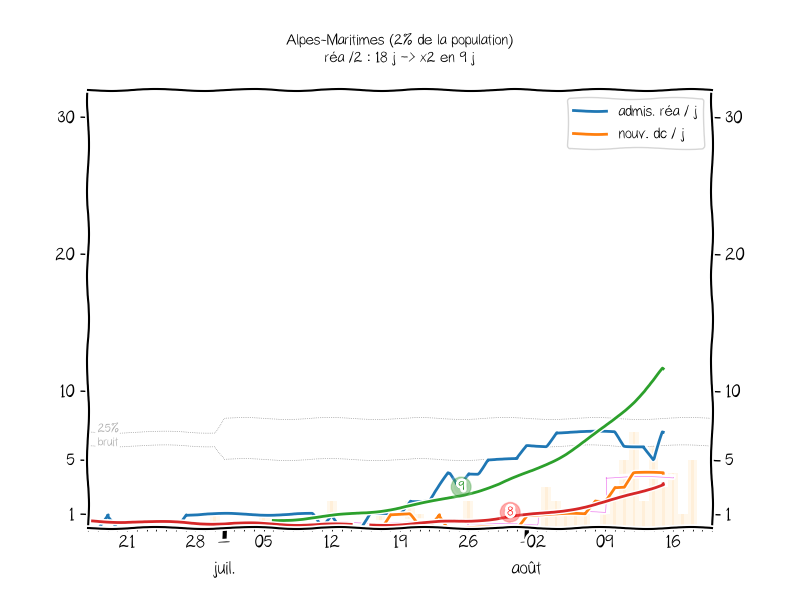 Alpes-Maritimes (2% de la population)
réa /2 : 18 j -> x2 en 9 j
admis. réa / j
nouv. dc / j
30
30
20
20
10
10
25%
bruit
5
5
9
8
1
1
21 28 05 12 19 26 02 09 16
juil. août